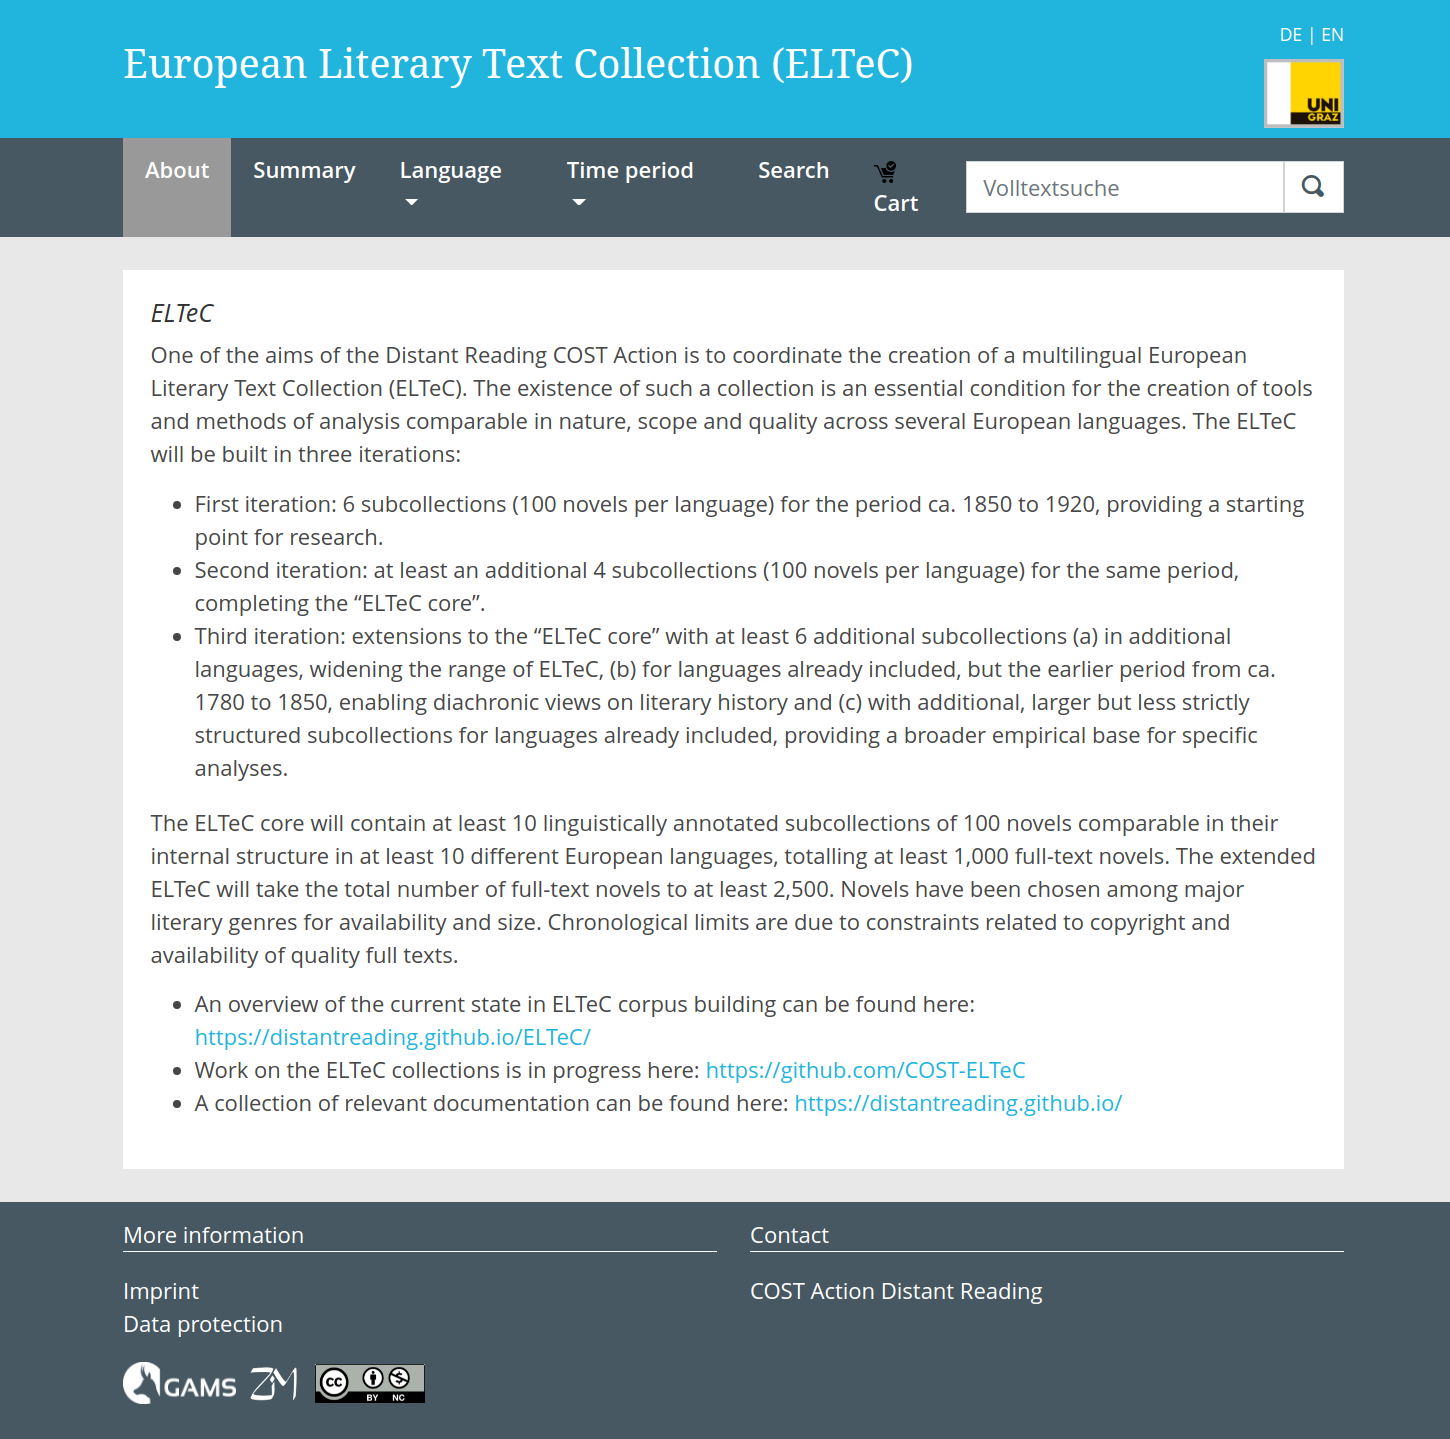 DE | EN
European Literary Text Collection (ELTeC)
UNI
GRAZ
About
Summary
Language
Time period
Search
Cart
Volltextsuche
ELTeC
One of the aims of the Distant Reading COST Action is to coordinate the creation of a multilingual European
Literary Text Collection (ELTeC). The existence of such a collection is an essential condition for the creation of tools
and methods of analysis comparable in nature, scope and quality across several European languages. The ELTeC
will be built in three iterations:
• First iteration: 6 subcollections (100 novels per language) for the period ca. 1850 to 1920, providing a starting
point for research.
• Second iteration: at least an additional 4 subcollections (100 novels per language) for the same period,
completing the “ELTeC core”.
• Third iteration: extensions to the “ELTeC core” with at least 6 additional subcollections (a) in additional
languages, widening the range of ELTeC, (b) for languages already included, but the earlier period from ca.
1780 to 1850, enabling diachronic views on literary history and (c) with additional, larger but less strictly
structured subcollections for languages already included, providing a broader empirical base for specific
analyses.
The ELTeC core will contain at least 10 linguistically annotated subcollections of 100 novels comparable in their
internal structure in at least 10 different European languages, totalling at least 1,000 full-text novels. The extended
ELTeC will take the total number of full-text novels to at least 2,500. Novels have been chosen among major
literary genres for availability and size. Chronological limits are due to constraints related to copyright and
availability of quality full texts.
• An overview of the current state in ELTeC corpus building can be found here:
https://distantreading.github.io/ELTeC/
• Work on the ELTeC collections is in progress here: https://github.com/COST-ELTeC
• A collection of relevant documentation can be found here: https://distantreading.github.io/
More information
Imprint
Data protection
GAMS ZIM CC BY NC
Contact
COST Action Distant Reading